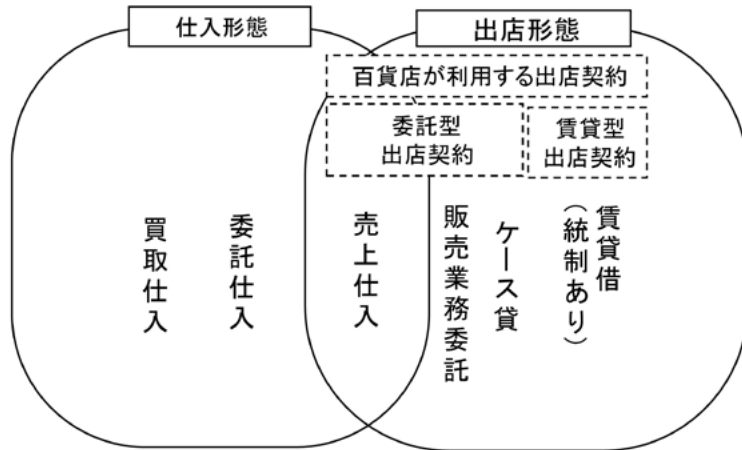 仕入形態
出店形態
百貨店が利用する出店契約
委託型
出店契約
賃貸型
出店契約
買取仕入
委託仕入
売上仕入
販売業務委託
ケース貸
賃貸借
（統制あり）